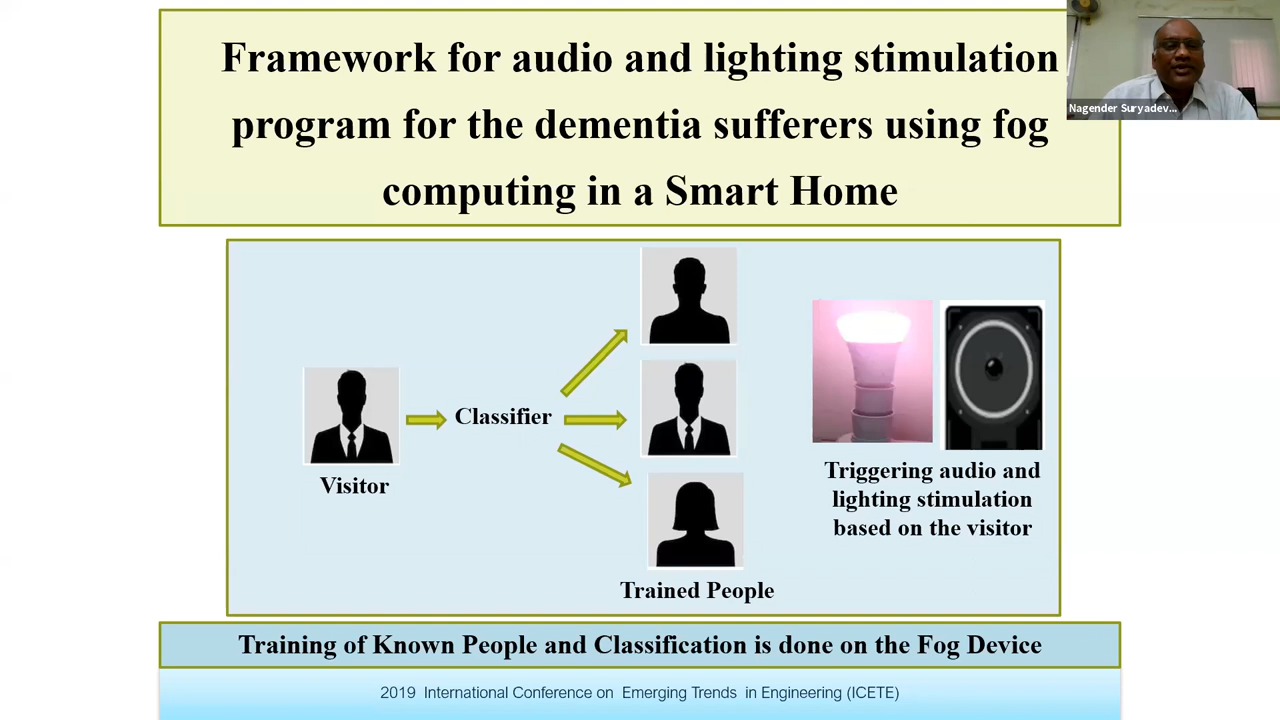 Framework for audio and lighting stimulation
program for the dementia sufferers using fog
computing in a Smart Home
Nagender Suryadev...
Visitor
Classifier
Trained People
Triggering audio and
lighting stimulation
based on the visitor
Training of Known People and Classification is done on the Fog Device
2019 International Conference on Emerging Trends in Engineering (ICETE)